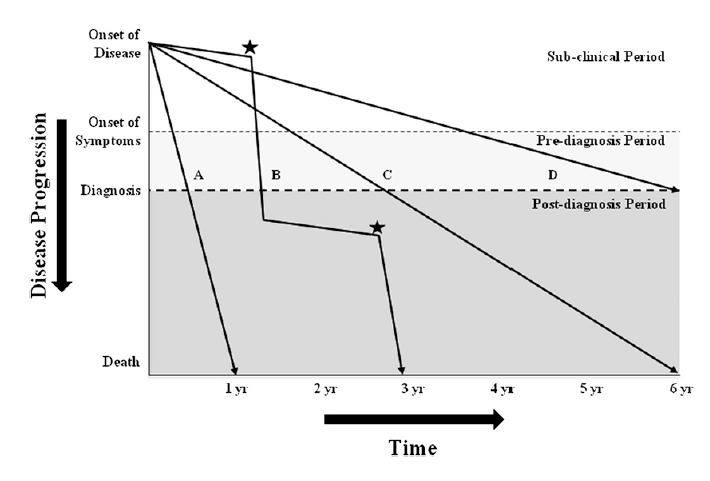 Onset of
Disease
Sub-clinical Period
Onset of
Symptoms
Pre-diagnosis Period
A
B
C
D
Diagnosis
Post-diagnosis Period
Disease Progression
Death
1 yr
2 yr
3 yr
4 yr
5 yr
6 yr
Time